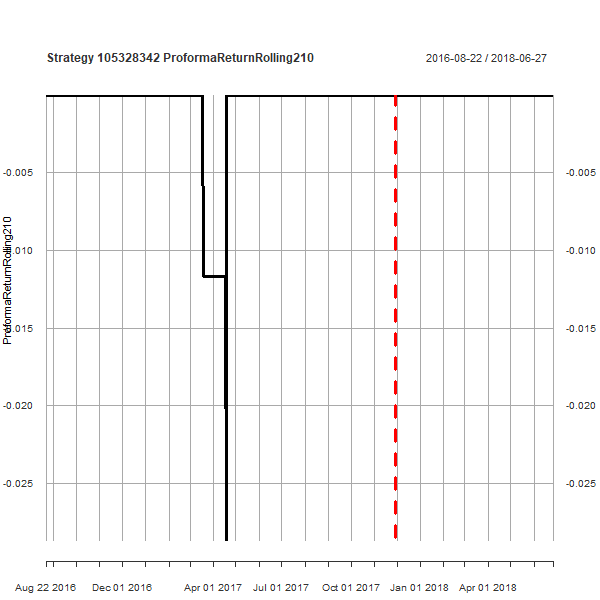 Strategy 105328342 ProformaReturnRolling210
2016-08-22 / 2018-06-27
ProformaReturnRolling210
-0.005 -0.005
-0.010 -0.010
-0.015 -0.015
-0.020 -0.020
-0.025 -0.025
Aug 22 2016 Dec 01 2016 Apr 01 2017 Jul 01 2017 Oct 01 2017 Jan 01 2018 Apr 01 2018